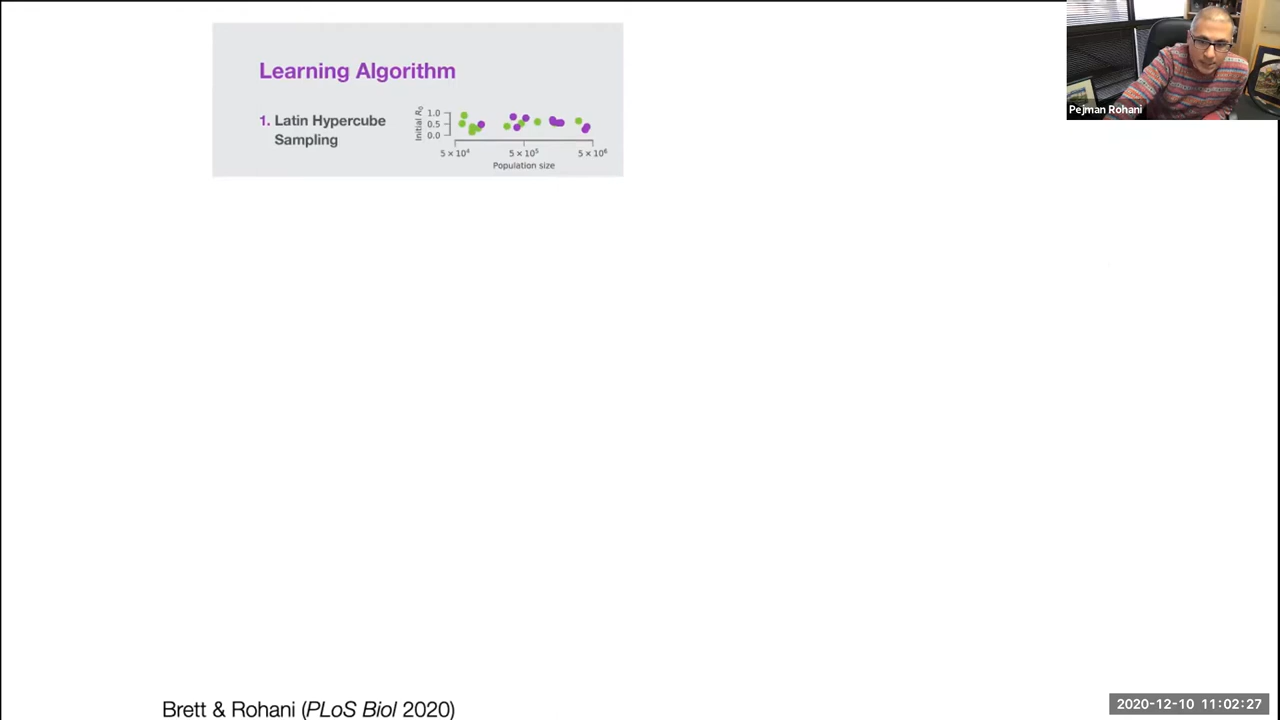 Learning Algorithm
1. Latin Hypercube
Sampling
Initial R₀
1.0
0.5
0.0
5 × 10⁴
5 × 10⁵
5 × 10⁶
Population size
Pejman Rohani
Brett & Rohani (PLoS Biol 2020)
2020-12-10 11:02:27